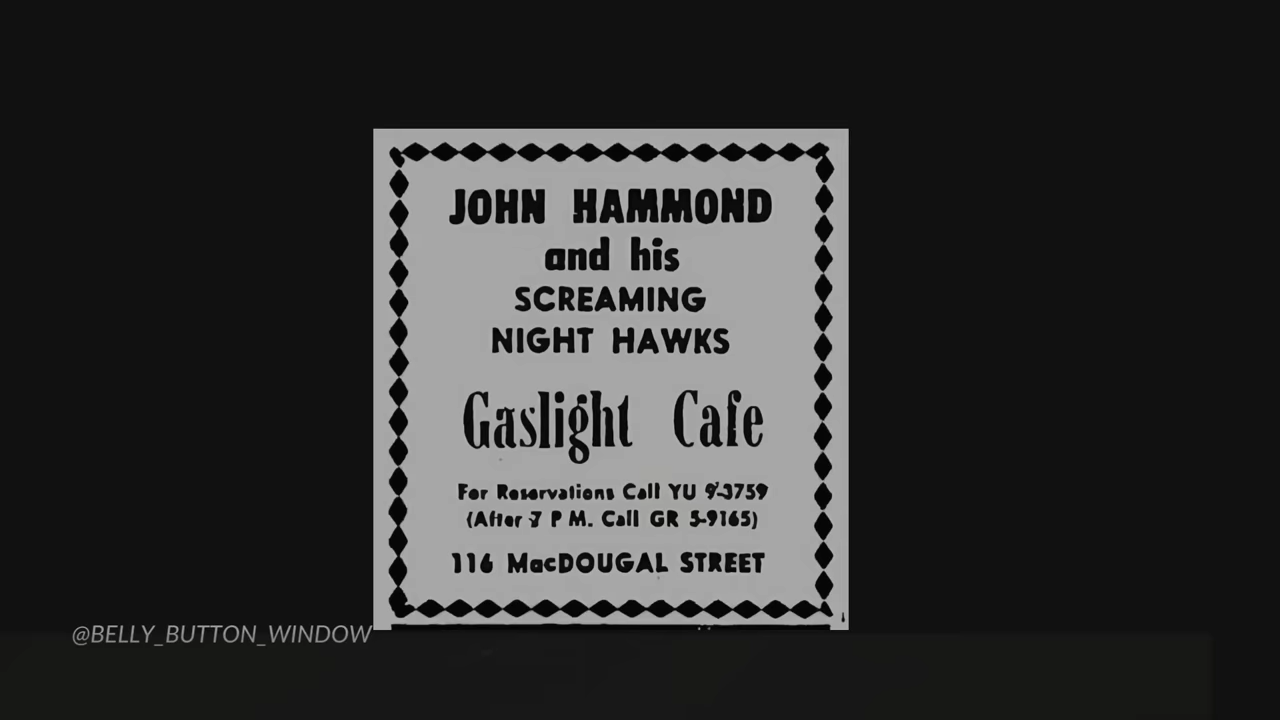 JOHN HAMMOND
and his
SCREAMING
NIGHT HAWKS
Gaslight Cafe
For Reservations Call YU 9-3759
(After 7 P M. Call GR 5-9165)
116 MacDOUGAL STREET
@BELLY_BUTTON_WINDOW